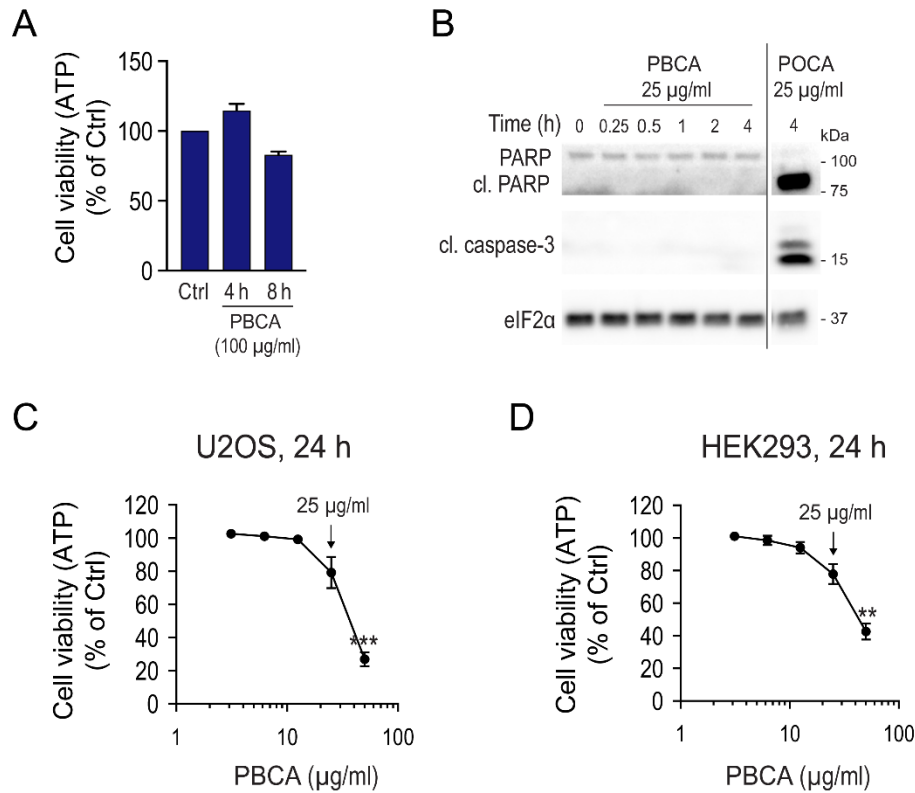 A
Cell viability (ATP)
(% of Ctrl)
150
100
50
0
Ctrl 4 h 8 h
PBCA
(100 µg/ml)
B
PBCA
25 µg/ml
POCA
25 µg/ml
Time (h) 0 0.25 0.5 1 2 4 4 kDa
PARP
- 100
cl. PARP
- 75
cl. caspase-3
- 15
eIF2α
- 37
C
U2OS, 24 h
Cell viability (ATP)
(% of Ctrl)
120
100
80
60
40
20
0
25 µg/ml
***
1 10 100
PBCA (µg/ml)
D
HEK293, 24 h
Cell viability (ATP)
(% of Ctrl)
120
100
80
60
40
20
0
25 µg/ml
**
1 10 100
PBCA (µg/ml)